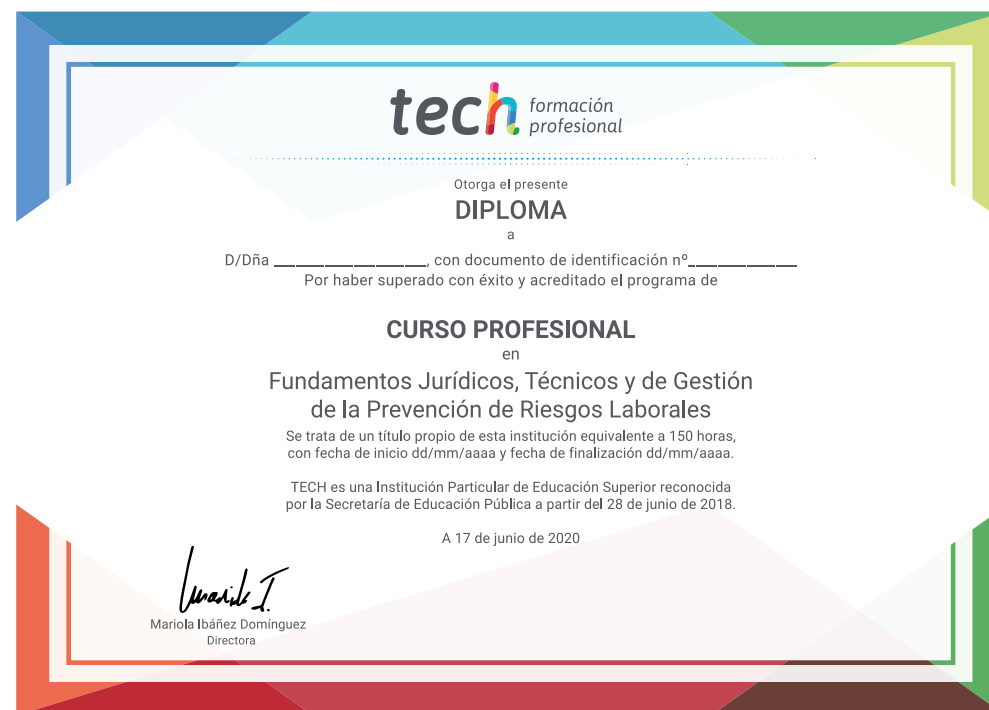 tech formación
profesional
Otorga el presente
DIPLOMA
a
D/Dña ____________________, con documento de identificación nº______________
Por haber superado con éxito y acreditado el programa de
CURSO PROFESIONAL
en
Fundamentos Jurídicos, Técnicos y de Gestión
de la Prevención de Riesgos Laborales
Se trata de un título propio de esta institución equivalente a 150 horas,
con fecha de inicio dd/mm/aaaa y fecha de finalización dd/mm/aaaa.
TECH es una Institución Particular de Educación Superior reconocida
por la Secretaría de Educación Pública a partir del 28 de junio de 2018.
A 17 de junio de 2020
Mariola Ibáñez Domínguez
Directora